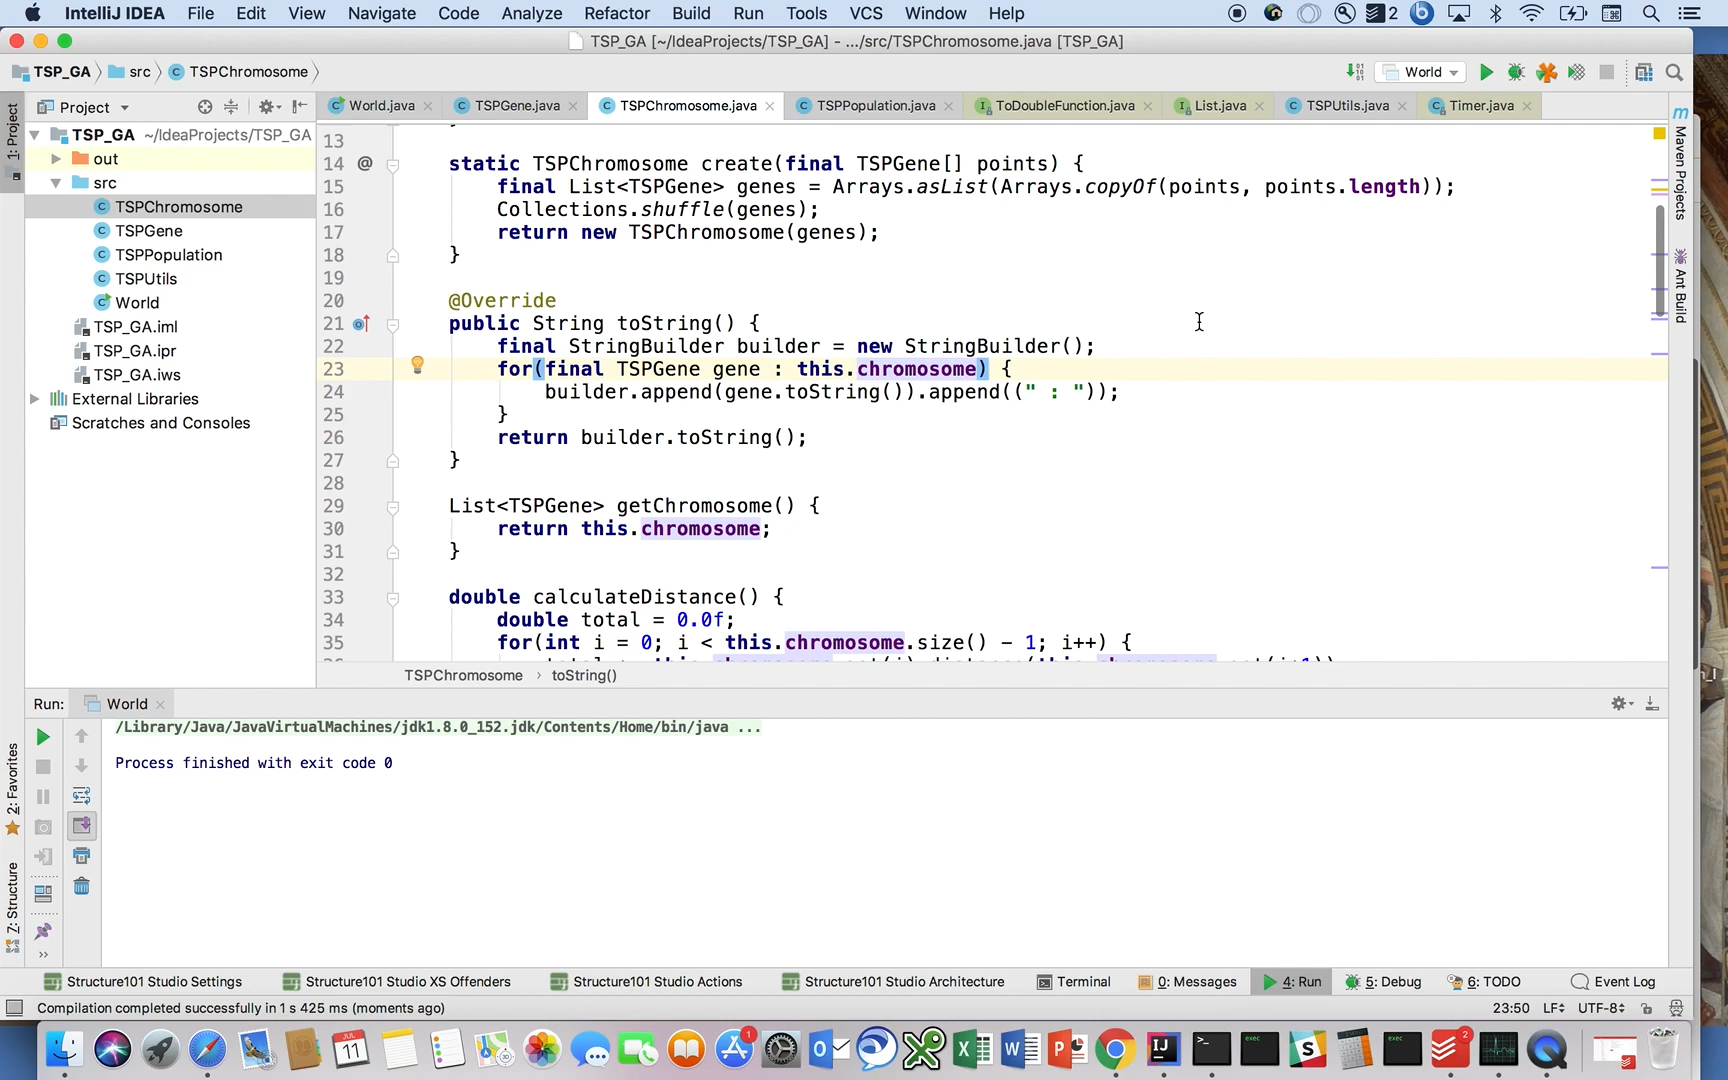 IntelliJ IDEA File Edit View Navigate Code Analyze Refactor Build Run Tools VCS Window Help 2
TSP_GA [~/IdeaProjects/TSP_GA] - .../src/TSPChromosome.java [TSP_GA]
TSP_GA src TSPChromosome World
Project World.java TSPGene.java TSPChromosome.java TSPPopulation.java ToDoubleFunction.java List.java TSPUtils.java Timer.java
1: Project
TSP_GA ~/IdeaProjects/TSP_GA
out
src
TSPChromosome
TSPGene
TSPPopulation
TSPUtils
World
TSP_GA.iml
TSP_GA.ipr
TSP_GA.iws
External Libraries
Scratches and Consoles
13
14 @ static TSPChromosome create(final TSPGene[] points) {
15 final List<TSPGene> genes = Arrays.asList(Arrays.copyOf(points, points.length));
16 Collections.shuffle(genes);
17 return new TSPChromosome(genes);
18 }
19
20 @Override
21 public String toString() {
22 final StringBuilder builder = new StringBuilder();
23 for(final TSPGene gene : this.chromosome) {
24 builder.append(gene.toString()).append((" : "));
25 }
26 return builder.toString();
27 }
28
29 List<TSPGene> getChromosome() {
30 return this.chromosome;
31 }
32
33 double calculateDistance() {
34 double total = 0.0f;
35 for(int i = 0; i < this.chromosome.size() - 1; i++) {
TSPChromosome › toString()
Maven Projects
Ant Build
Run: World
/Library/Java/JavaVirtualMachines/jdk1.8.0_152.jdk/Contents/Home/bin/java ...
Process finished with exit code 0
2: Favorites
Z: Structure
Structure101 Studio Settings Structure101 Studio XS Offenders Structure101 Studio Actions Structure101 Studio Architecture Terminal 0: Messages 4: Run 5: Debug 6: TODO Event Log
Compilation completed successfully in 1 s 425 ms (moments ago) 23:50 LF UTF-8
JUL
11
1
IJ
exec
exec
2